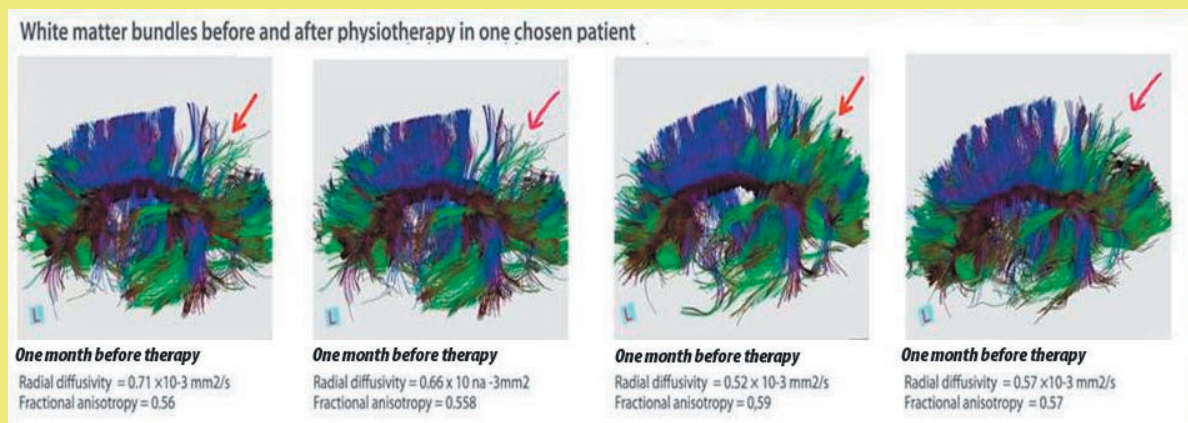 White matter bundles before and after physiotherapy in one chosen patient
L
L
L
L
One month before therapy
Radial diffusivity = 0.71 ×10-3 mm2/s
Fractional anisotropy = 0.56
One month before therapy
Radial diffusivity = 0.66 x 10 na -3mm2
Fractional anisotropy = 0.558
One month before therapy
Radial diffusivity = 0.52 × 10-3 mm2/s
Fractional anisotropy = 0,59
One month before therapy
Radial diffusivity = 0.57 ×10-3 mm2/s
Fractional anisotropy = 0.57